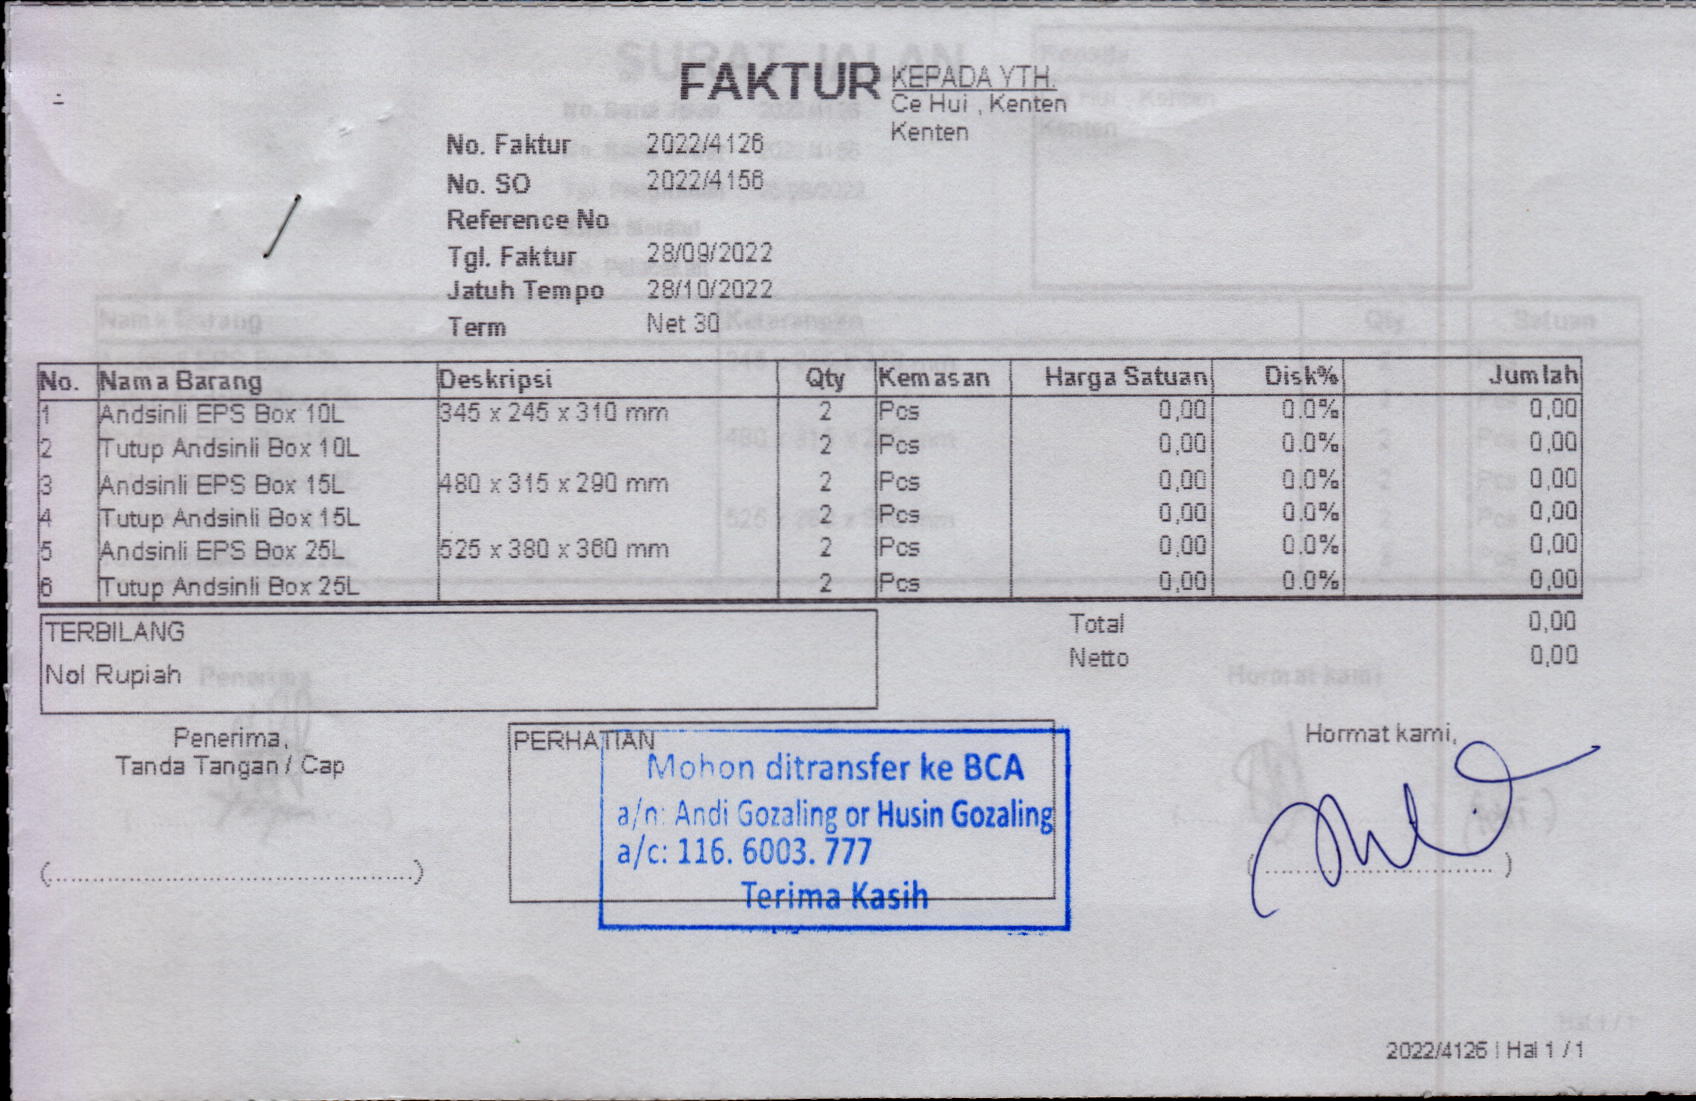 FAKTUR
KEPADA YTH.
Ce Hui , Kenten
Kenten
No. Faktur 2022/4126
No. SO 2022/4156
Reference No
Tgl. Faktur 28/09/2022
Jatuh Tempo 28/10/2022
Term Net 30
No. Nama Barang Deskripsi Qty Kemasan Harga Satuan Disk% Jumlah
1 Andsinli EPS Box 10L 345 x 245 x 310 mm 2 Pcs 0,00 0.0% 0,00
2 Tutup Andsinli Box 10L 2 Pcs 0,00 0.0% 0,00
3 Andsinli EPS Box 15L 480 x 315 x 290 mm 2 Pcs 0,00 0.0% 0,00
4 Tutup Andsinli Box 15L 2 Pcs 0,00 0.0% 0,00
5 Andsinli EPS Box 25L 525 x 380 x 360 mm 2 Pcs 0,00 0.0% 0,00
6 Tutup Andsinli Box 25L 2 Pcs 0,00 0.0% 0,00
TERBILANG
Nol Rupiah
Total 0,00
Netto 0,00
Penerima,
Tanda Tangan / Cap
PERHATIAN
Mohon ditransfer ke BCA
a/n: Andi Gozaling or Husin Gozaling
a/c: 116. 6003. 777
Terima Kasih
Hormat kami,
2022/4126 | Hal 1 / 1